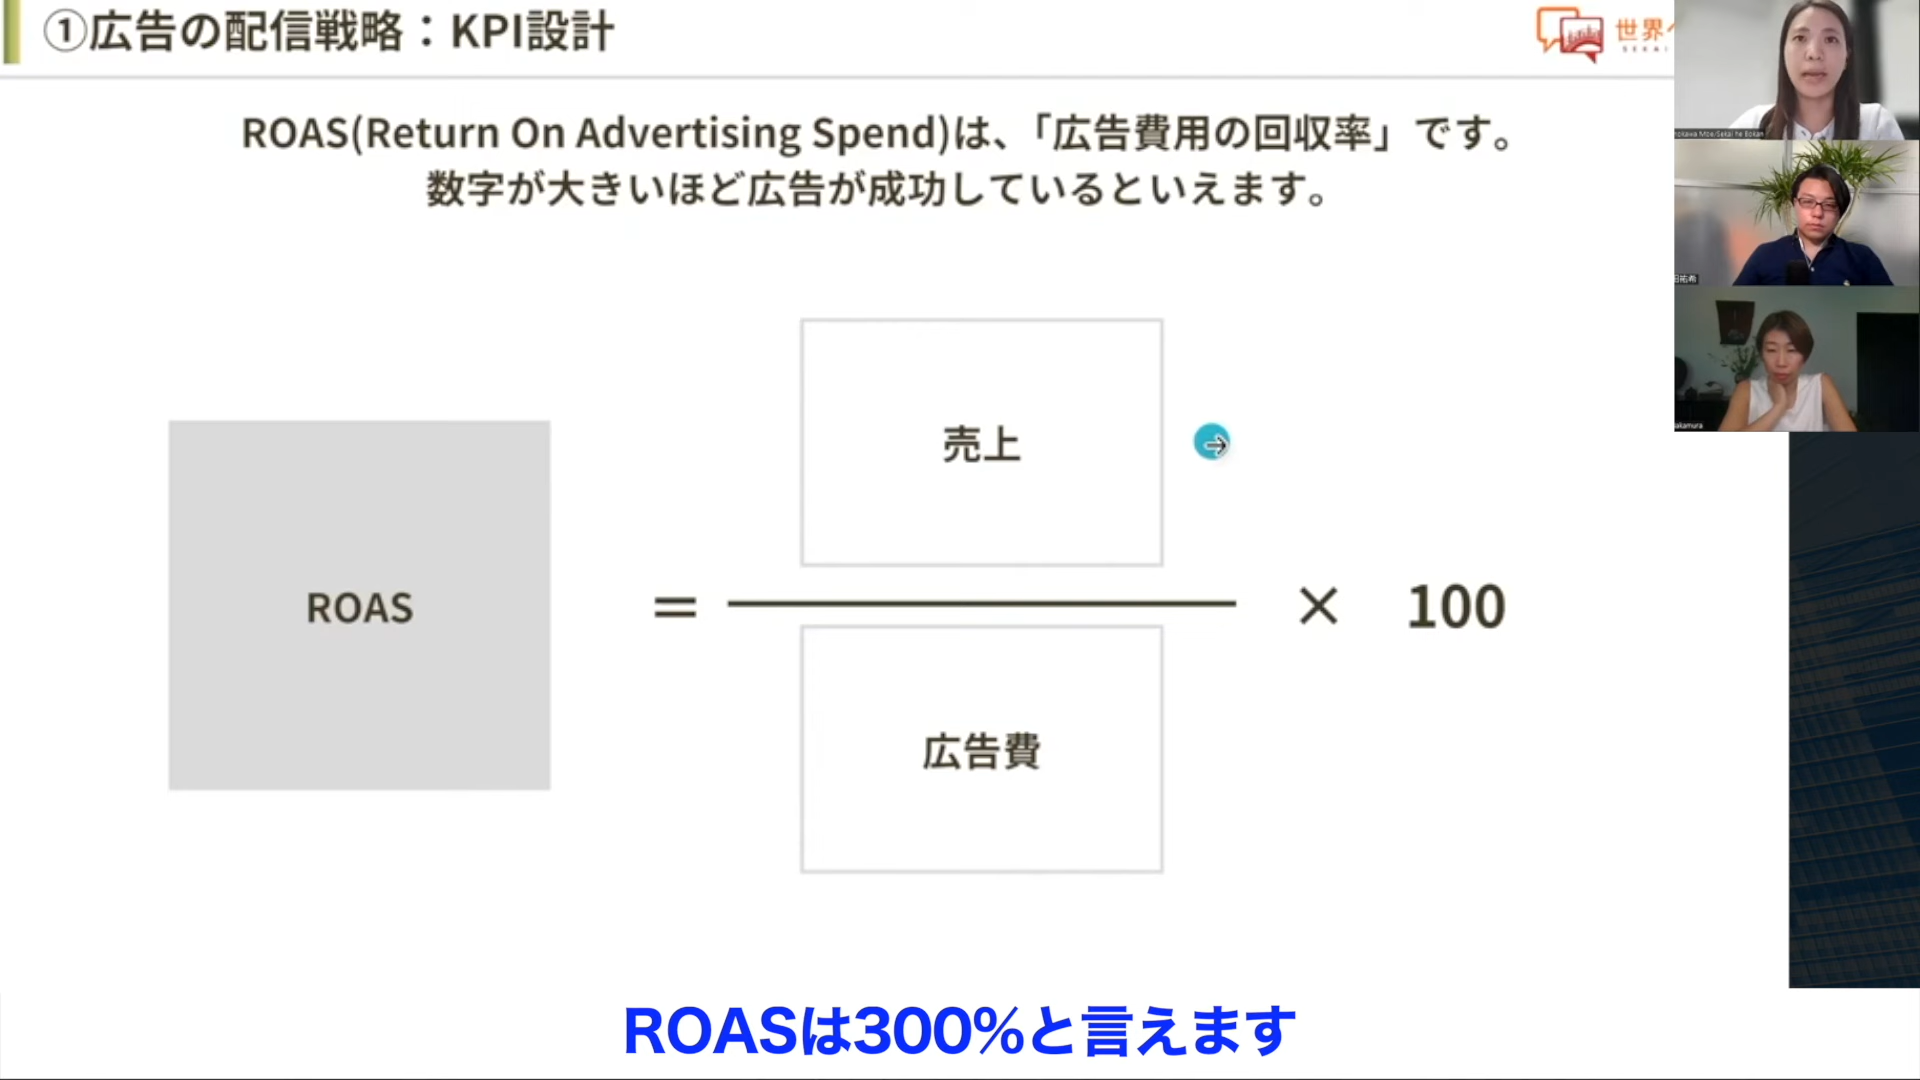 ①広告の配信戦略：KPI設計
世界へ
SEKAI
ROAS(Return On Advertising Spend)は、「広告費用の回収率」です。
数字が大きいほど広告が成功しているといえます。
売上
ROAS
＝
×　100
広告費
ROASは300%と言えます